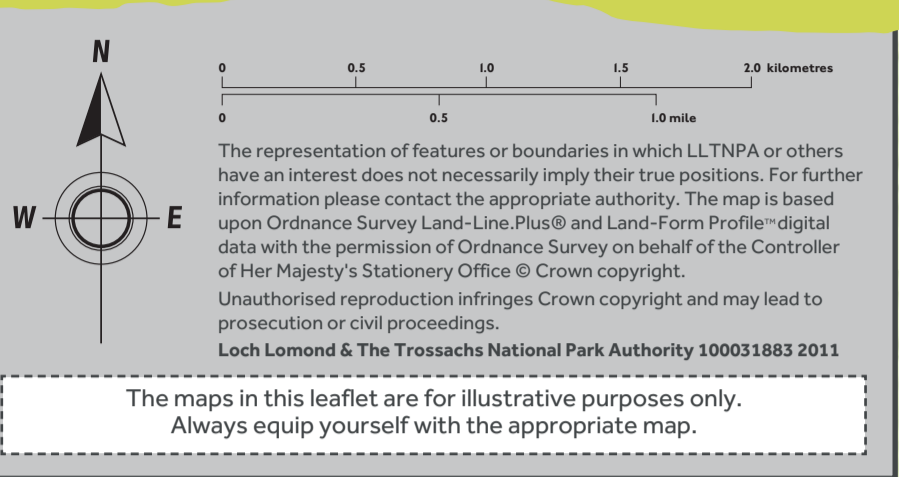 N
W E
0 0.5 1.0 1.5 2.0 kilometres
0 0.5 1.0 mile
The representation of features or boundaries in which LLTNPA or others
have an interest does not necessarily imply their true positions. For further
information please contact the appropriate authority. The map is based
upon Ordnance Survey Land-Line.Plus® and Land-Form Profile™ digital
data with the permission of Ordnance Survey on behalf of the Controller
of Her Majesty's Stationery Office © Crown copyright.
Unauthorised reproduction infringes Crown copyright and may lead to
prosecution or civil proceedings.
Loch Lomond & The Trossachs National Park Authority 100031883 2011
The maps in this leaflet are for illustrative purposes only.
Always equip yourself with the appropriate map.